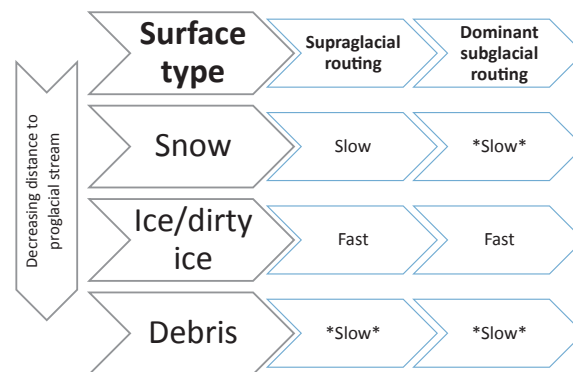 Surface
type
Supraglacial
routing
Dominant
subglacial
routing
Decreasing distance to
proglacial stream
Snow
Slow
*Slow*
Ice/dirty
ice
Fast
Fast
Debris
*Slow*
*Slow*